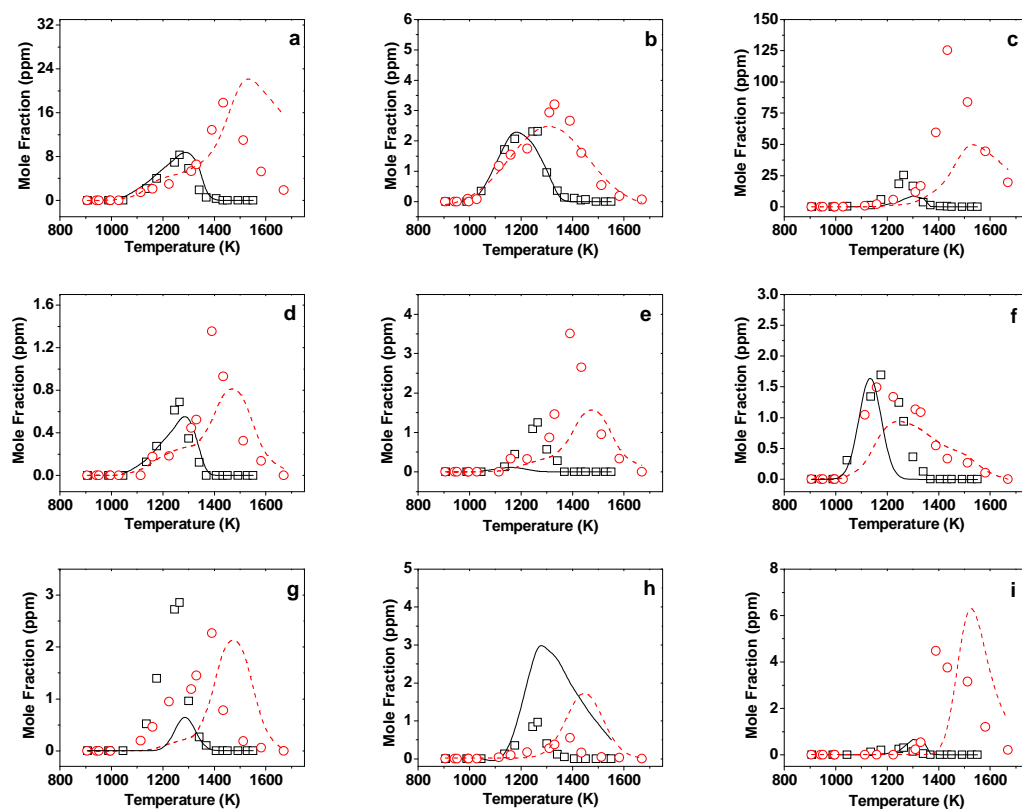 32
24
16
8
0
Mole Fraction (ppm)
a
800 1000 1200 1400 1600
Temperature (K)
6
5
4
3
2
1
0
Mole Fraction (ppm)
b
800 1000 1200 1400 1600
Temperature (K)
150
125
100
75
50
25
0
Mole Fraction (ppm)
c
800 1000 1200 1400 1600
Temperature (K)
1.6
1.2
0.8
0.4
0.0
Mole Fraction (ppm)
d
800 1000 1200 1400 1600
Temperature (K)
4
3
2
1
0
Mole Fraction (ppm)
e
800 1000 1200 1400 1600
Temperature (K)
3.0
2.5
2.0
1.5
1.0
0.5
0.0
Mole Fraction (ppm)
f
800 1000 1200 1400 1600
Temperature (K)
3
2
1
0
Mole Fraction (ppm)
g
800 1000 1200 1400 1600
Temperature (K)
5
4
3
2
1
0
Mole Fraction (ppm)
h
800 1000 1200 1400 1600
Temperature (K)
8
6
4
2
0
Mole Fraction (ppm)
i
800 1000 1200 1400 1600
Temperature (K)